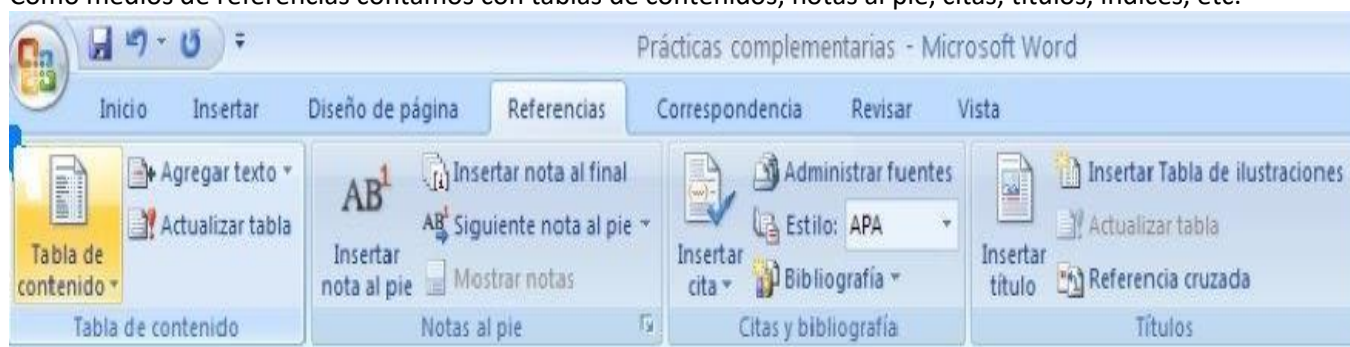 Como medios de referencias contamos con tablas de contenidos, notas al pie, citas, títulos, índices, etc.
Prácticas complementarias - Microsoft Word
Inicio Insertar Diseño de página Referencias Correspondencia Revisar Vista
Tabla de
contenido
Agregar texto
Actualizar tabla
Tabla de contenido
AB1
Insertar
nota al pie
Insertar nota al final
AB1 Siguiente nota al pie
Mostrar notas
Notas al pie
Insertar
cita
Administrar fuentes
Estilo: APA
Bibliografía
Citas y bibliografía
Insertar
título
Insertar Tabla de ilustraciones
Actualizar tabla
Referencia cruzada
Títulos